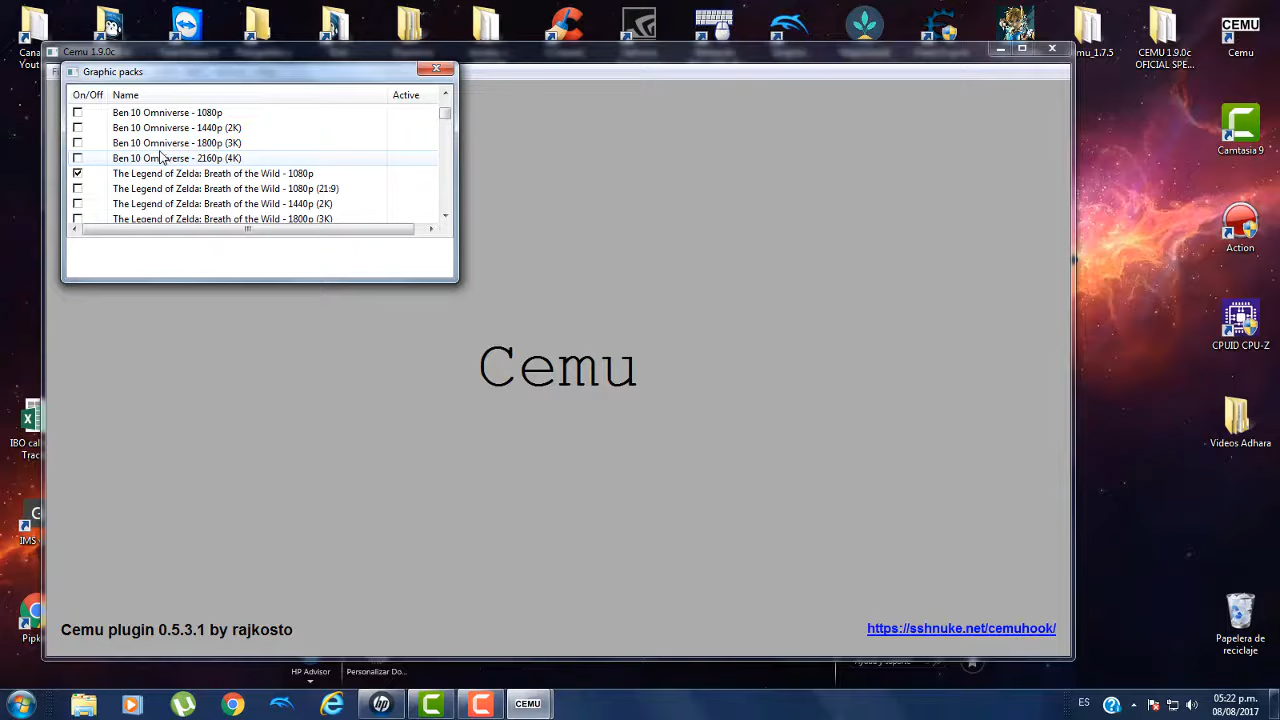 Cana
Yout
emu_1.7.5
CEMU 1.9.0c
OFICIAL SPE...
CEMU
Cemu
Cemu 1.9.0c
F
Graphic packs
On/Off Name Active
Ben 10 Omniverse - 1080p
Ben 10 Omniverse - 1440p (2K)
Ben 10 Omniverse - 1800p (3K)
Ben 10 Omniverse - 2160p (4K)
The Legend of Zelda: Breath of the Wild - 1080p
The Legend of Zelda: Breath of the Wild - 1080p (21:9)
The Legend of Zelda: Breath of the Wild - 1440p (2K)
The Legend of Zelda: Breath of the Wild - 1800p (3K)
Camtasia 9
Action
CPUID CPU-Z
Cemu
IBO cal
Trac
Videos Adhara
G
IMS
Pipk
Cemu plugin 0.5.3.1 by rajkosto
https://sshnuke.net/cemuhook/
Papelera de
reciclaje
HP Advisor
Personalizar Do...
CEMU
ES
05:22 p.m.
08/08/2017